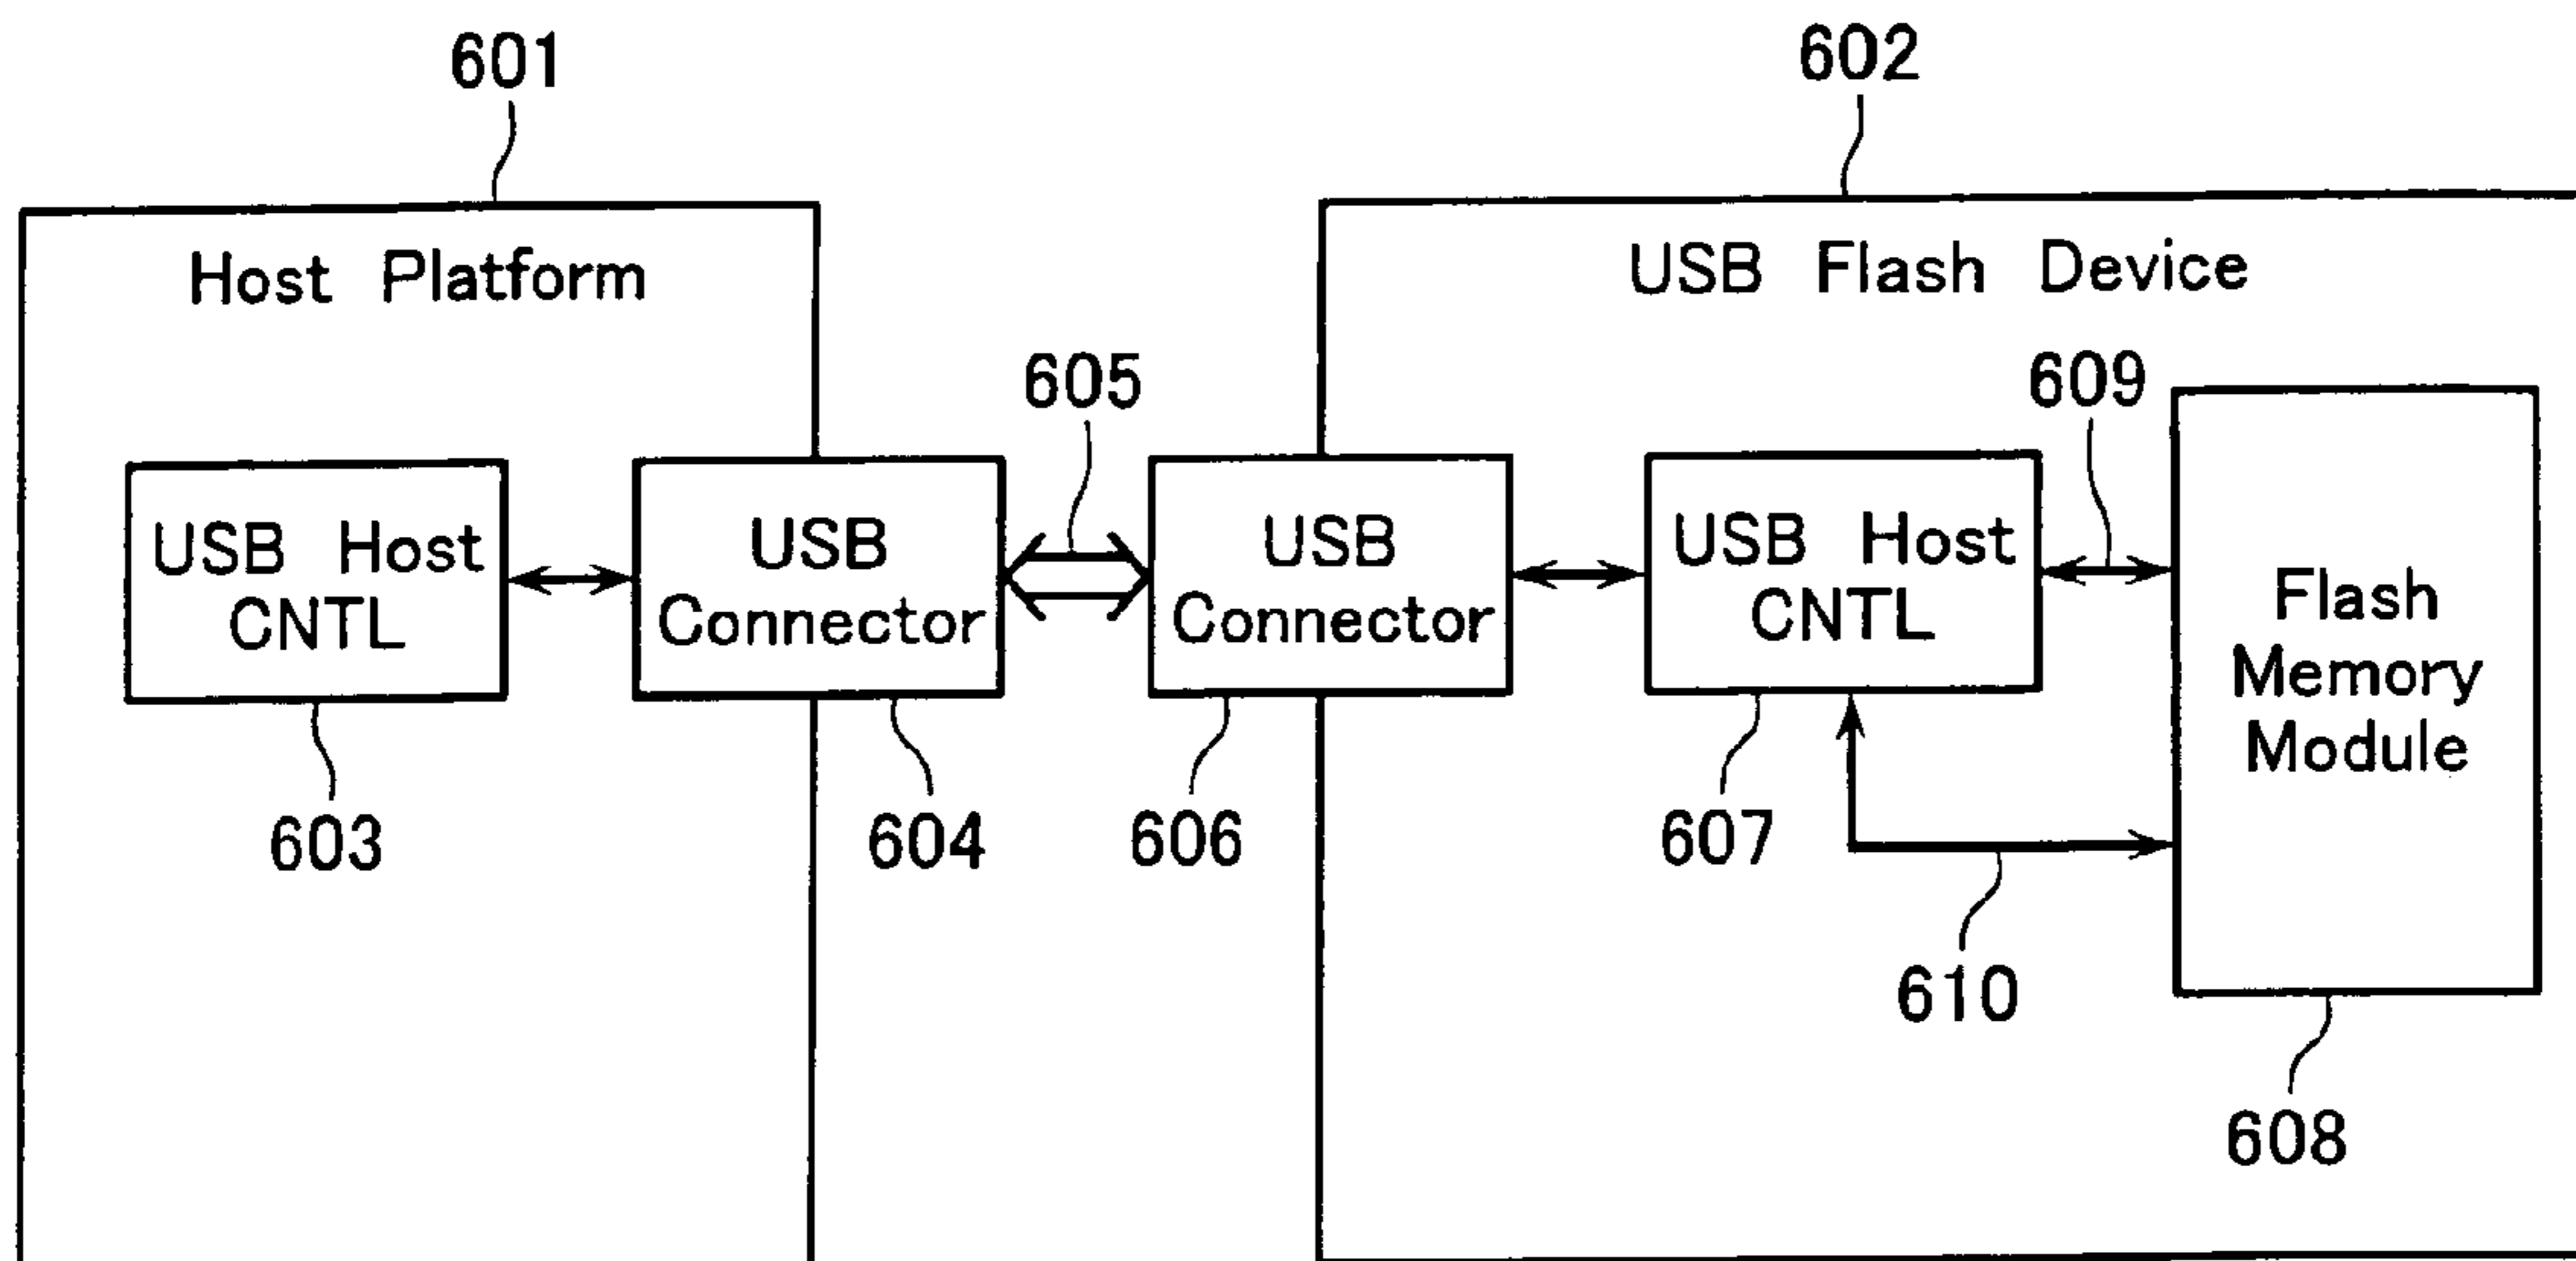 601
602
Host Platform
USB Flash Device
605
609
USB Host
CNTL
USB
Connector
USB
Connector
USB Host
CNTL
Flash
Memory
Module
603
604
606
607
610
608